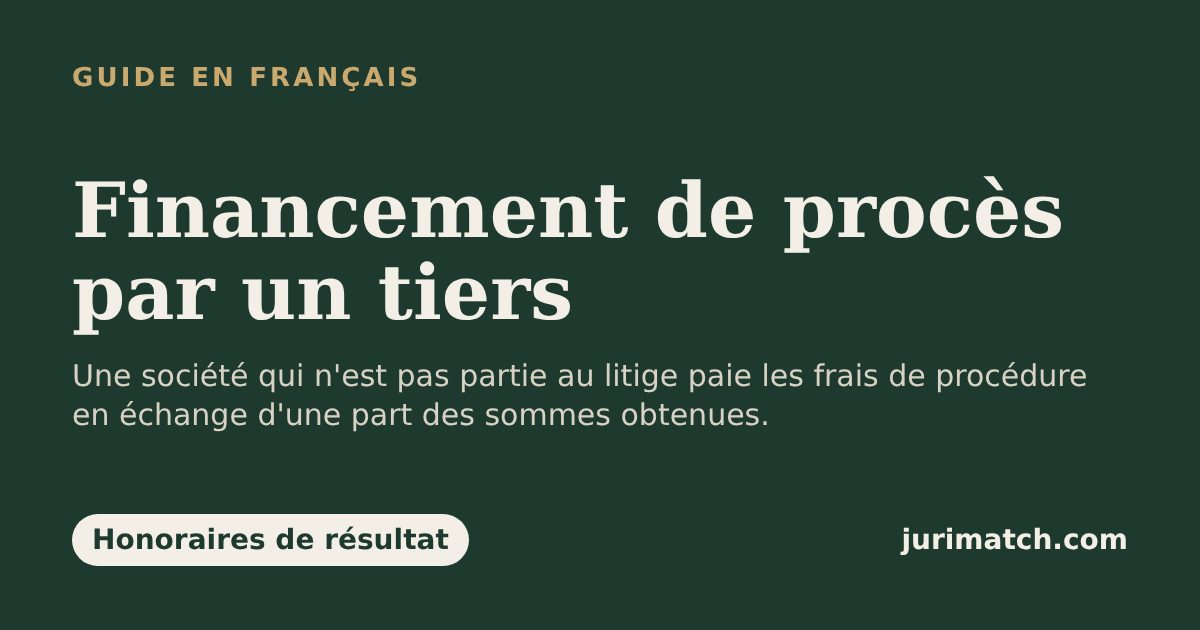 GUIDE EN FRANÇAIS
Financement de procès
par un tiers
Une société qui n'est pas partie au litige paie les frais de procédure
en échange d'une part des sommes obtenues.
Honoraires de résultat
jurimatch.com